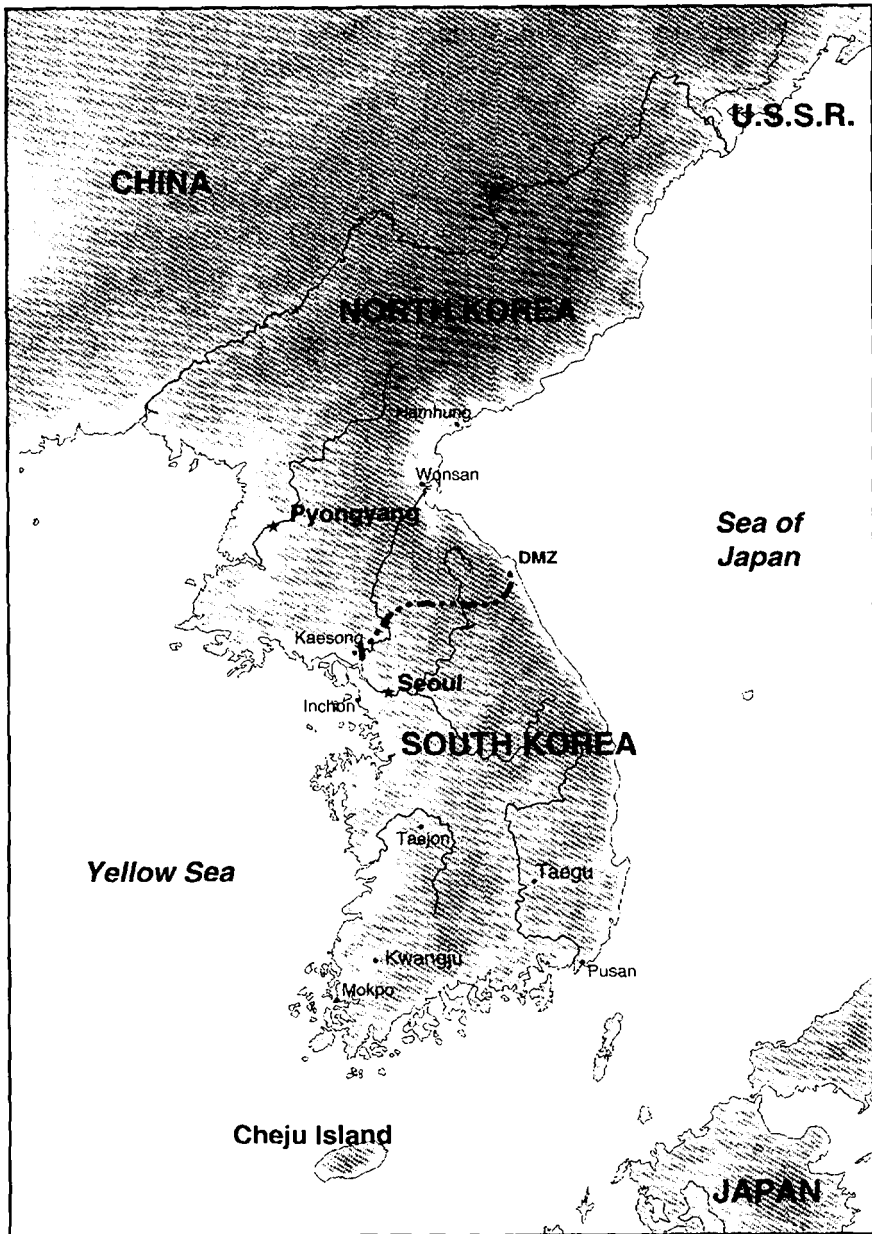 U.S.S.R.
CHINA
NORTH KOREA
Hamhung
Wonsan
Pyongyang
Sea of
Japan
DMZ
Kaesong
Seoul
Inchon
SOUTH KOREA
Taejon
Yellow Sea
Taegu
Kwangju
Pusan
Mokpo
Cheju Island
JAPAN